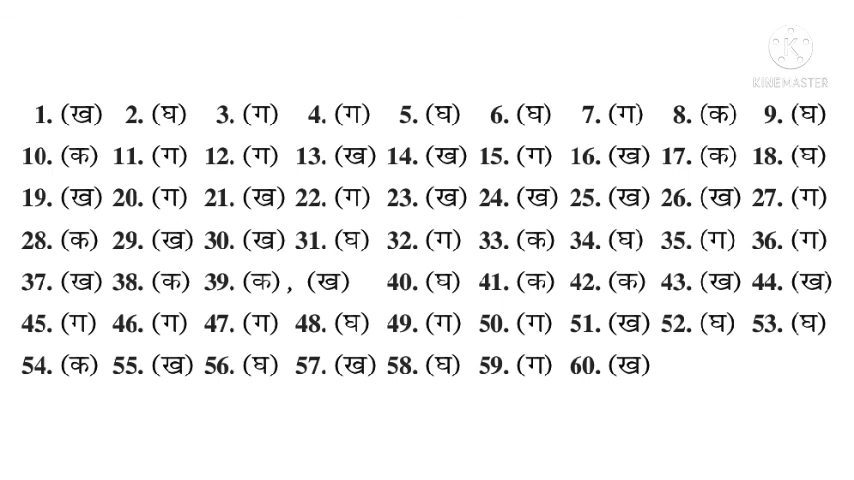 K
KINEMASTER
1. (ख) 2. (घ) 3. (ग) 4. (ग) 5. (घ) 6. (घ) 7. (ग) 8. (क) 9. (घ)
10. (क) 11. (ग) 12. (ग) 13. (ख) 14. (ख) 15. (ग) 16. (ख) 17. (क) 18. (घ)
19. (ख) 20. (ग) 21. (ख) 22. (ग) 23. (ख) 24. (ख) 25. (ख) 26. (ख) 27. (ग)
28. (क) 29. (ख) 30. (ख) 31. (घ) 32. (ग) 33. (क) 34. (घ) 35. (ग) 36. (ग)
37. (ख) 38. (क) 39. (क), (ख) 40. (घ) 41. (क) 42. (क) 43. (ख) 44. (ख)
45. (ग) 46. (ग) 47. (ग) 48. (घ) 49. (ग) 50. (ग) 51. (ख) 52. (घ) 53. (घ)
54. (क) 55. (ख) 56. (घ) 57. (ख) 58. (घ) 59. (ग) 60. (ख)